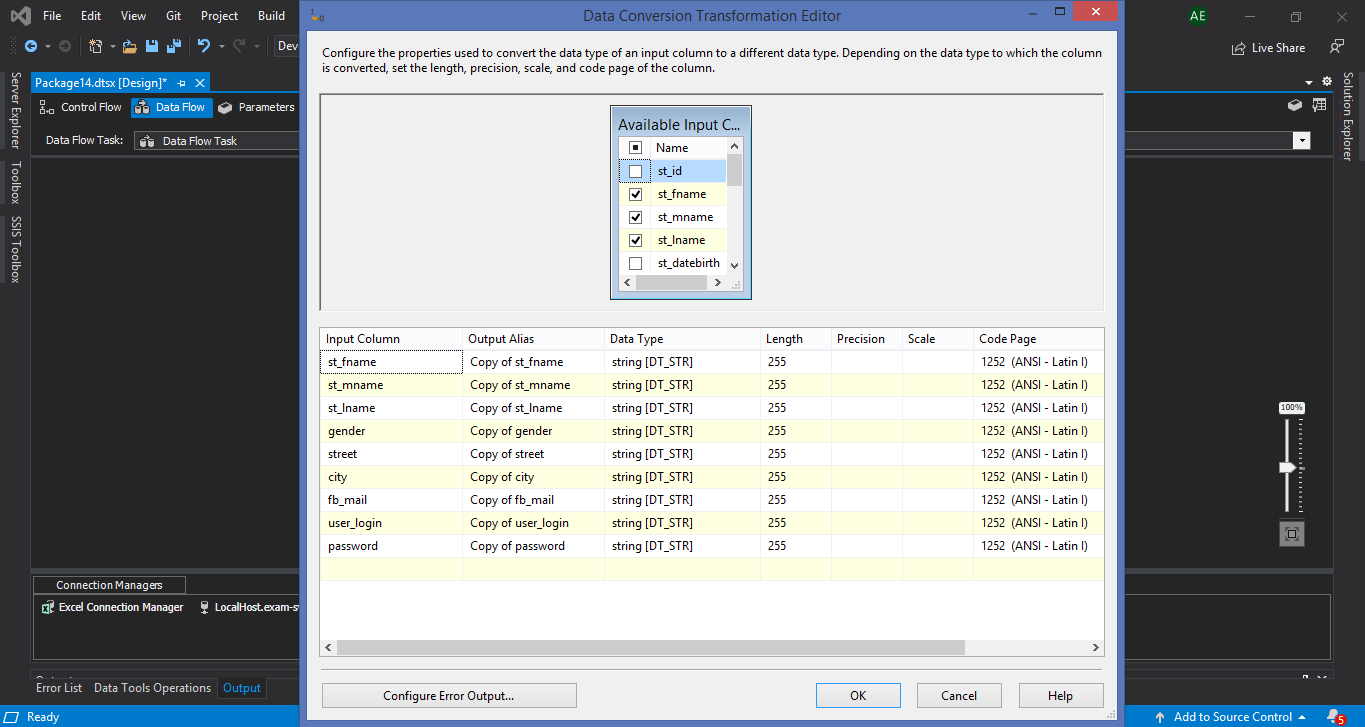 File Edit View Git Project Build
Data Conversion Transformation Editor
AE
Dev
Live Share
Configure the properties used to convert the data type of an input column to a different data type. Depending on the data type to which the column
is converted, set the length, precision, scale, and code page of the column.
Package14.dtsx [Design]*
Control Flow Data Flow Parameters
Data Flow Task: Data Flow Task
Server Explorer
Toolbox
SSIS Toolbox
Solution Explorer
Available Input C...
Name
st_id
st_fname
st_mname
st_lname
st_datebirth
Input Column Output Alias Data Type Length Precision Scale Code Page
st_fname Copy of st_fname string [DT_STR] 255 1252 (ANSI - Latin I)
st_mname Copy of st_mname string [DT_STR] 255 1252 (ANSI - Latin I)
st_lname Copy of st_lname string [DT_STR] 255 1252 (ANSI - Latin I)
gender Copy of gender string [DT_STR] 255 1252 (ANSI - Latin I)
street Copy of street string [DT_STR] 255 1252 (ANSI - Latin I)
city Copy of city string [DT_STR] 255 1252 (ANSI - Latin I)
fb_mail Copy of fb_mail string [DT_STR] 255 1252 (ANSI - Latin I)
user_login Copy of user_login string [DT_STR] 255 1252 (ANSI - Latin I)
password Copy of password string [DT_STR] 255 1252 (ANSI - Latin I)
100%
Connection Managers
Excel Connection Manager LocalHost.exam-s
Error List Data Tools Operations Output
Configure Error Output... OK Cancel Help
Ready
Add to Source Control
5